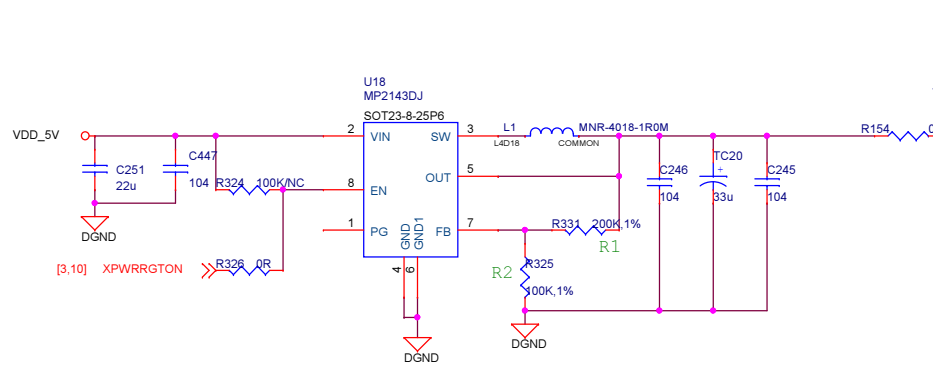 U18
MP2143DJ
SOT23-8-25P6
VDD_5V
2
VIN
SW
3
L1
MNR-4018-1R0M
L4D18
COMMON
R154
0
C251
22u
C447
104
R324
100K/NC
8
EN
OUT
5
C246
104
TC20
+
33u
C245
104
1
PG
GND
GND1
FB
7
R331
200K,1%
R1
DGND
[3,10]
XPWRRGTON
R326
0R
4
6
R2
R325
100K,1%
DGND
DGND